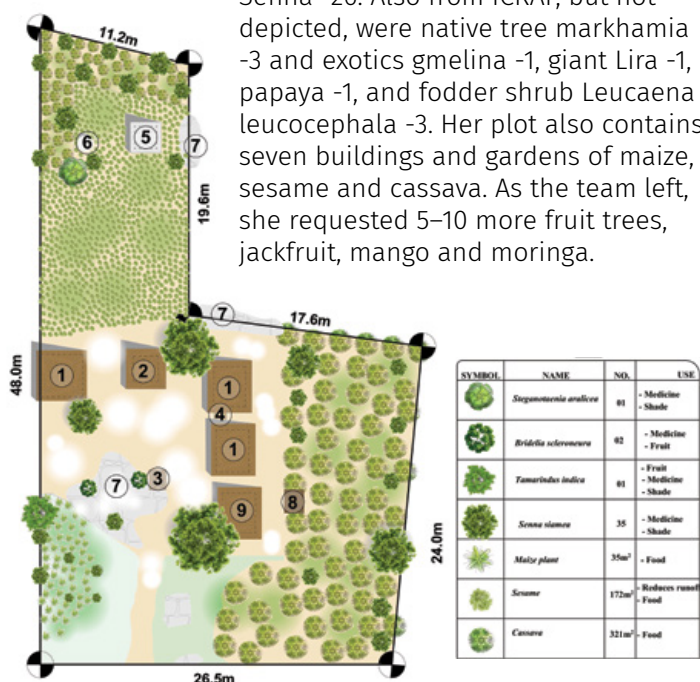 Senna -26. Also from ICRAF, but not
depicted, were native tree markhamia
-3 and exotics gmelina -1, giant Lira -1,
papaya -1, and fodder shrub Leucaena
leucocephala -3. Her plot also contains
seven buildings and gardens of maize,
sesame and cassava. As the team left,
she requested 5–10 more fruit trees,
jackfruit, mango and moringa.
11.2m
6
5
7
19.6m
7
17.6m
48.0m
1
2
1
4
1
7
3
9
8
24.0m
26.5m
SYMBOL NAME NO. USE
Steganotaenia aralicea 01 - Medicine
- Shade
Bridelia scleroneura 02 - Medicine
- Fruit
Tamarindus indica 01 - Fruit
- Medicine
- Shade
Senna siamea 35 - Medicine
- Shade
Maize plant 35m² - Food
Sesame 172m² - Reduces runoff
- Food
Cassava 321m² - Food